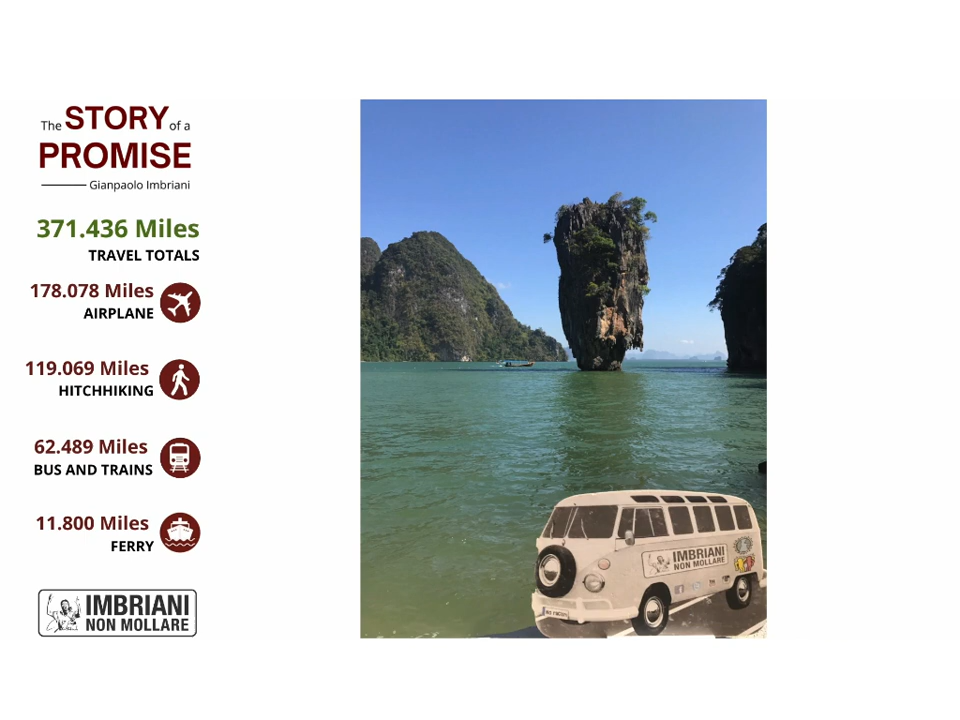 The STORY of a
PROMISE
Gianpaolo Imbriani
371.436 Miles
TRAVEL TOTALS
178.078 Miles
AIRPLANE
119.069 Miles
HITCHHIKING
62.489 Miles
BUS AND TRAINS
11.800 Miles
FERRY
IMBRIANI
NON MOLLARE
IMBRIANI
NON MOLLARE